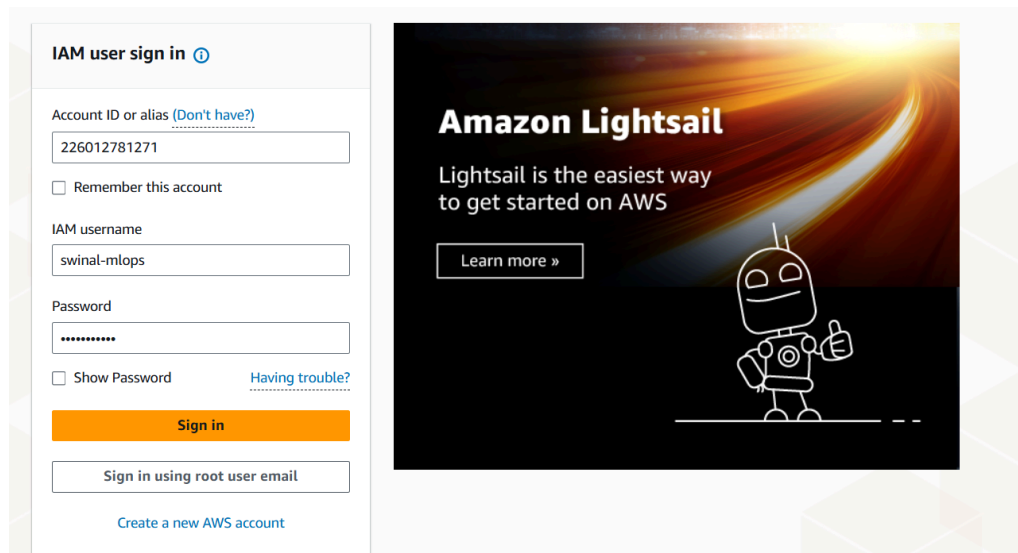 IAM user sign in
Account ID or alias (Don't have?)
226012781271
Remember this account
IAM username
swinal-mlops
Password
•••••••••••
Show Password
Having trouble?
Sign in
Sign in using root user email
Create a new AWS account
Amazon Lightsail
Lightsail is the easiest way
to get started on AWS
Learn more »